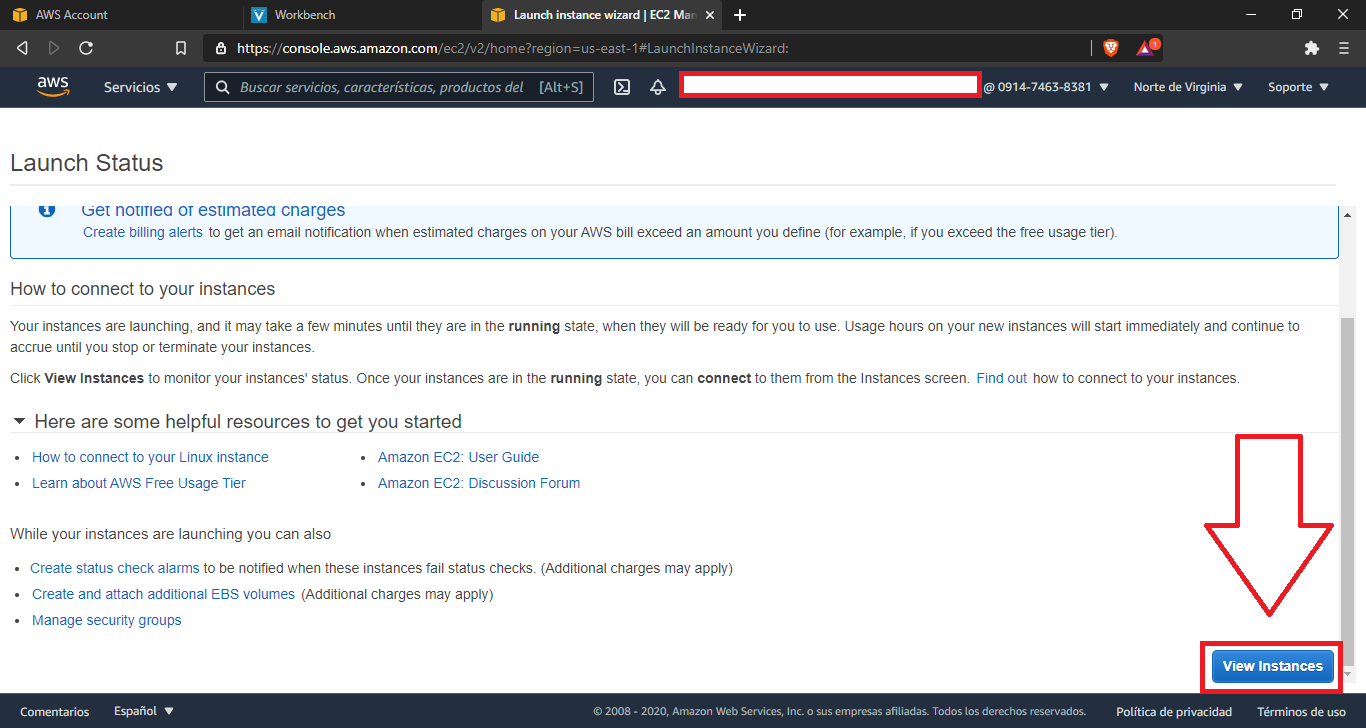 AWS Account
Workbench
Launch instance wizard | EC2 Man
https://console.aws.amazon.com/ec2/v2/home?region=us-east-1#LaunchInstanceWizard:
1
aws
Servicios
Buscar servicios, características, productos del [Alt+S]
@ 0914-7463-8381
Norte de Virginia
Soporte
Launch Status
Get notified of estimated charges
Create billing alerts to get an email notification when estimated charges on your AWS bill exceed an amount you define (for example, if you exceed the free usage tier).
How to connect to your instances
Your instances are launching, and it may take a few minutes until they are in the running state, when they will be ready for you to use. Usage hours on your new instances will start immediately and continue to
accrue until you stop or terminate your instances.
Click View Instances to monitor your instances' status. Once your instances are in the running state, you can connect to them from the Instances screen. Find out how to connect to your instances.
Here are some helpful resources to get you started
• How to connect to your Linux instance
• Amazon EC2: User Guide
• Learn about AWS Free Usage Tier
• Amazon EC2: Discussion Forum
While your instances are launching you can also
• Create status check alarms to be notified when these instances fail status checks. (Additional charges may apply)
• Create and attach additional EBS volumes (Additional charges may apply)
• Manage security groups
View Instances
Comentarios
Español
© 2008 - 2020, Amazon Web Services, Inc. o sus empresas afiliadas. Todos los derechos reservados.
Política de privacidad
Términos de uso